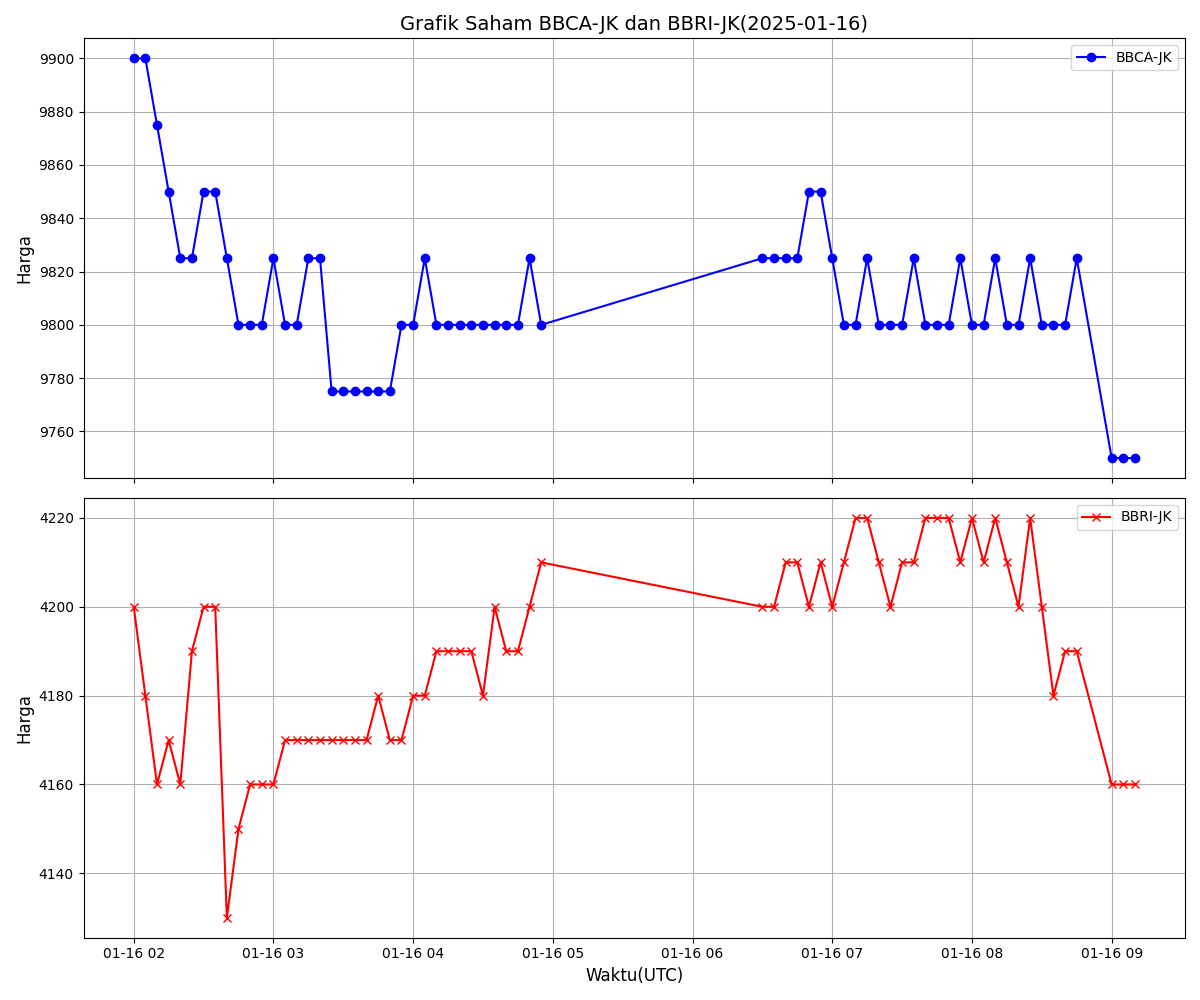 Grafik Saham BBCA-JK dan BBRI-JK(2025-01-16)
Harga
9900
9880
9860
9840
9820
9800
9780
9760
BBCA-JK
Harga
4220
4200
4180
4160
4140
BBRI-JK
01-16 02 01-16 03 01-16 04 01-16 05 01-16 06 01-16 07 01-16 08 01-16 09
Waktu(UTC)